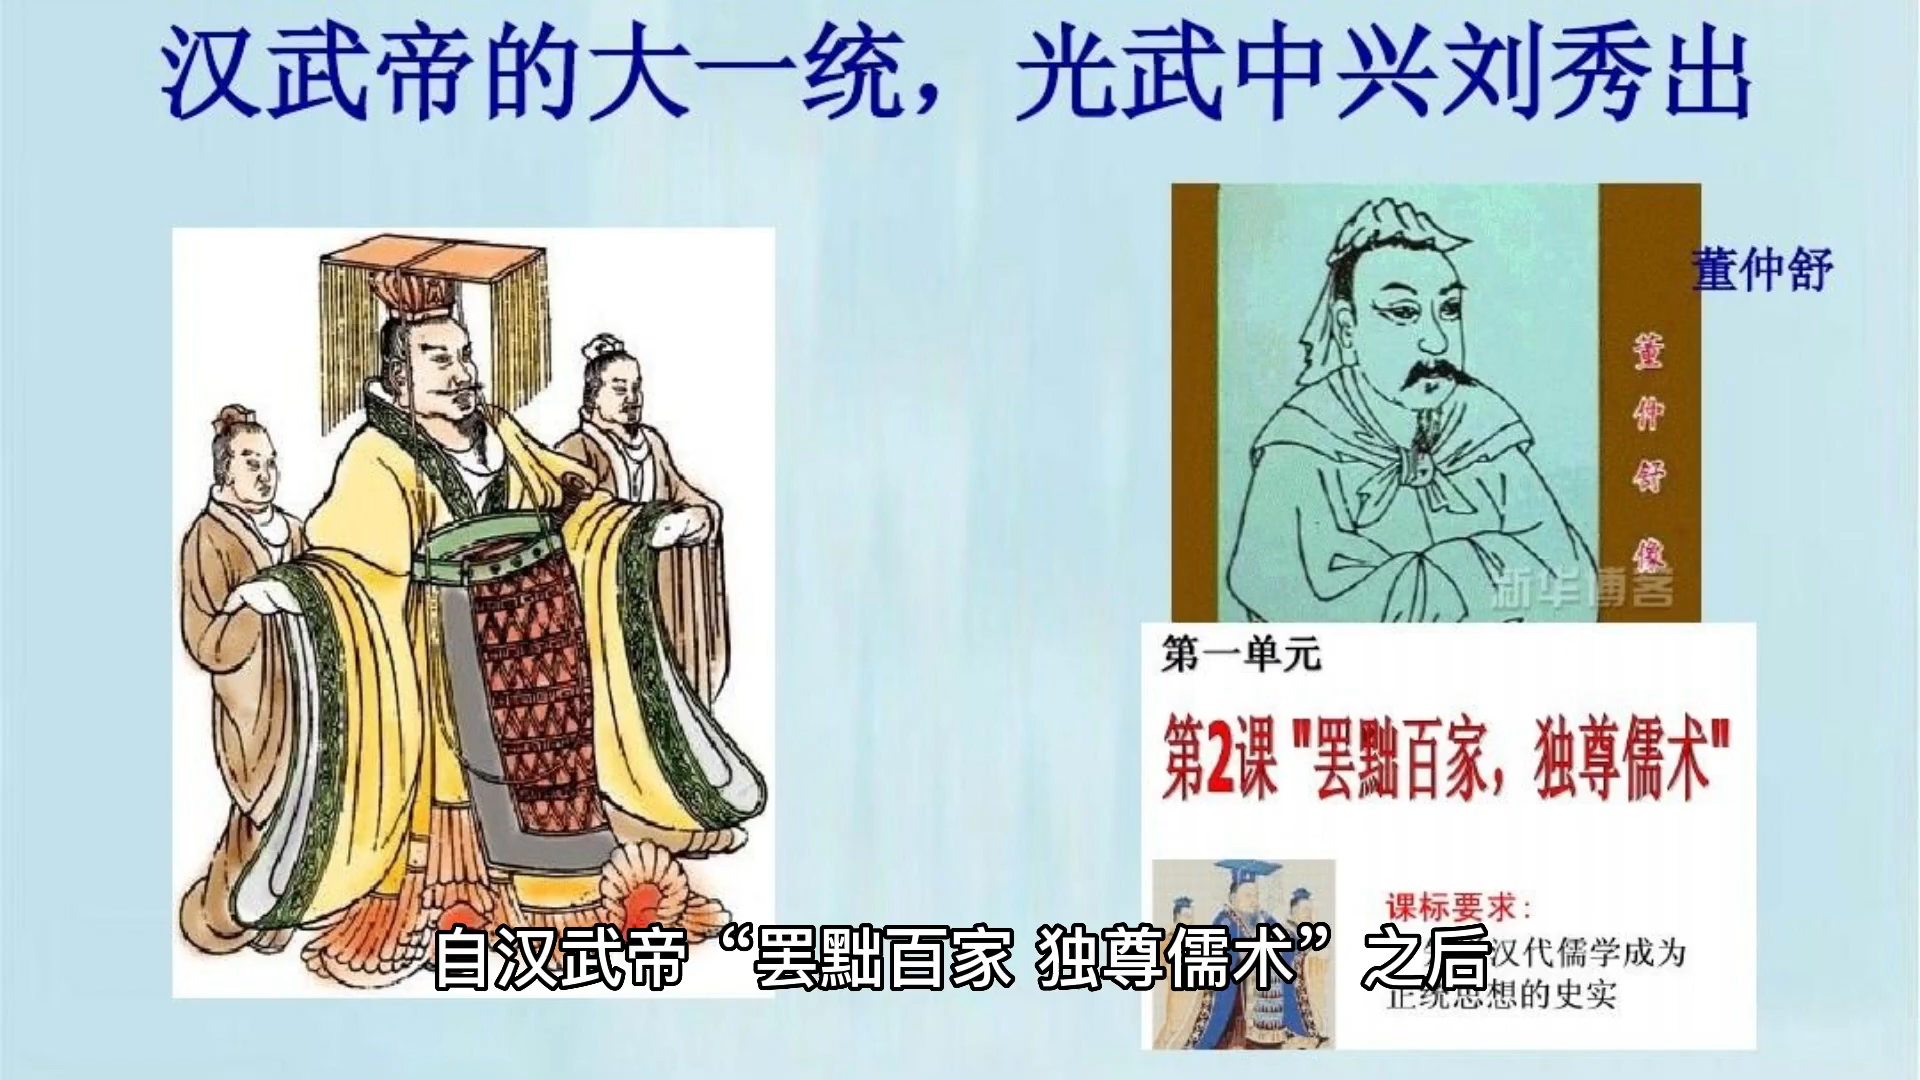 汉武帝的大一统，光武中兴刘秀出
董仲舒
董仲舒像
新华博客
第一单元
第2课 "罢黜百家，独尊儒术"
课标要求：
汉代儒学成为
正统思想的史实
自汉武帝“罢黜百家 独尊儒术”之后